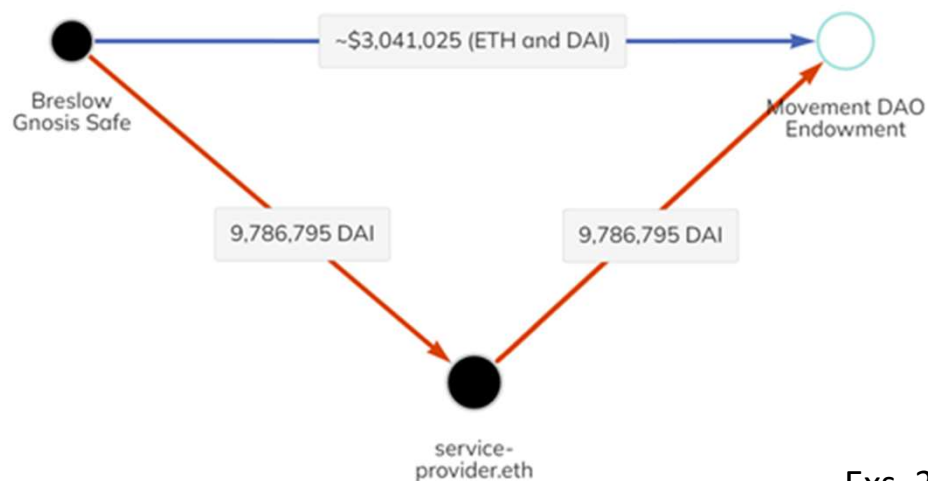 ~$3,041,025 (ETH and DAI)
Breslow
Gnosis Safe
Movement DAO
Endowment
9,786,795 DAI
9,786,795 DAI
service-
provider.eth